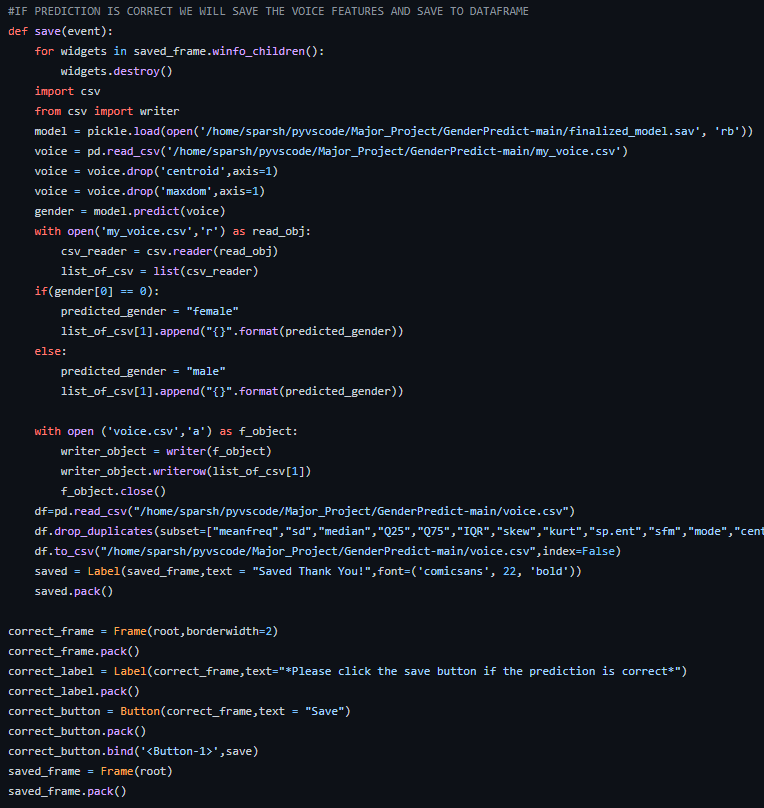 #IF PREDICTION IS CORRECT WE WILL SAVE THE VOICE FEATURES AND SAVE TO DATAFRAME
def save(event):
    for widgets in saved_frame.winfo_children():
        widgets.destroy()
    import csv
    from csv import writer
    model = pickle.load(open('/home/sparsh/pyvscode/Major_Project/GenderPredict-main/finalized_model.sav', 'rb'))
    voice = pd.read_csv('/home/sparsh/pyvscode/Major_Project/GenderPredict-main/my_voice.csv')
    voice = voice.drop('centroid',axis=1)
    voice = voice.drop('maxdom',axis=1)
    gender = model.predict(voice)
    with open('my_voice.csv','r') as read_obj:
        csv_reader = csv.reader(read_obj)
        list_of_csv = list(csv_reader)
    if(gender[0] == 0):
        predicted_gender = "female"
        list_of_csv[1].append("{}".format(predicted_gender))
    else:
        predicted_gender = "male"
        list_of_csv[1].append("{}".format(predicted_gender))

    with open ('voice.csv','a') as f_object:
        writer_object = writer(f_object)
        writer_object.writerow(list_of_csv[1])
        f_object.close()
    df=pd.read_csv("/home/sparsh/pyvscode/Major_Project/GenderPredict-main/voice.csv")
    df.drop_duplicates(subset=["meanfreq","sd","median","Q25","Q75","IQR","skew","kurt","sp.ent","sfm","mode","cent
    df.to_csv("/home/sparsh/pyvscode/Major_Project/GenderPredict-main/voice.csv",index=False)
    saved = Label(saved_frame,text = "Saved Thank You!",font=('comicsans', 22, 'bold'))
    saved.pack()

correct_frame = Frame(root,borderwidth=2)
correct_frame.pack()
correct_label = Label(correct_frame,text="*Please click the save button if the prediction is correct*")
correct_label.pack()
correct_button = Button(correct_frame,text = "Save")
correct_button.pack()
correct_button.bind('<Button-1>',save)
saved_frame = Frame(root)
saved_frame.pack()